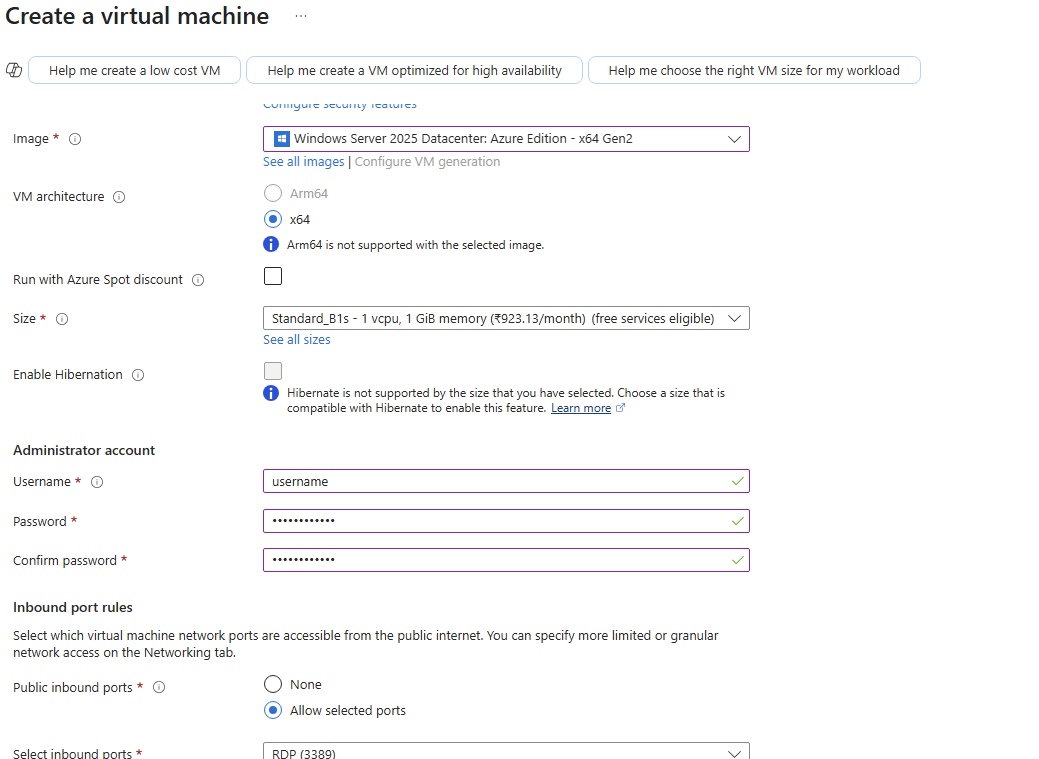 Create a virtual machine ...
Help me create a low cost VM
Help me create a VM optimized for high availability
Help me choose the right VM size for my workload
Configure security features
Image *
Windows Server 2025 Datacenter: Azure Edition - x64 Gen2
See all images | Configure VM generation
VM architecture
Arm64
x64
Arm64 is not supported with the selected image.
Run with Azure Spot discount
Size *
Standard_B1s - 1 vcpu, 1 GiB memory (₹923.13/month) (free services eligible)
See all sizes
Enable Hibernation
Hibernate is not supported by the size that you have selected. Choose a size that is
compatible with Hibernate to enable this feature. Learn more
Administrator account
Username *
username
Password *
••••••••••••
Confirm password *
••••••••••••
Inbound port rules
Select which virtual machine network ports are accessible from the public internet. You can specify more limited or granular
network access on the Networking tab.
Public inbound ports *
None
Allow selected ports
Select inbound ports *
RDP (3389)